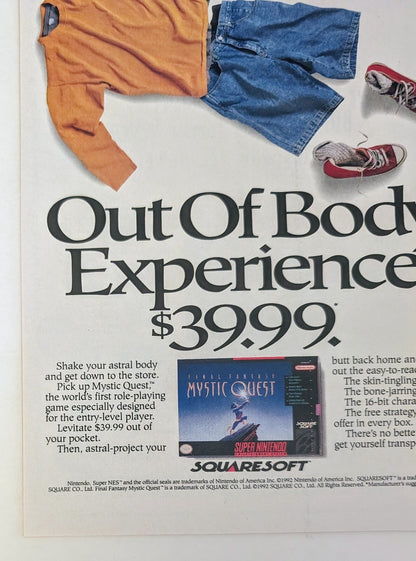 Out Of Body
Experience
$39.99.*
Shake your astral body
and get down to the store.
Pick up Mystic Quest,™
the world's first role-playing
game especially designed
for the entry-level player.
Levitate $39.99 out of
your pocket.
Then, astral-project your
FINAL FANTASY
MYSTIC QUEST
SQUARE SOFT
SUPER NINTENDO
SQUARESOFT
butt back home and
out the easy-to-rea
The skin-tingling
The bone-jarring
The 16-bit chara
The free strategy
offer in every box.
There's no bette
get yourself transp
Nintendo, Super NES™ and the official seals are trademarks of Nintendo of America Inc. ©1992 Nintendo of America Inc. SQUARESOFT™ is a trad
SQUARE CO., Ltd. Final Fantasy Mystic Quest™ is a trademark of SQUARE CO., Ltd. ©1992 SQUARE CO., Ltd. All Rights Reserved. *Manufacturer's sugg